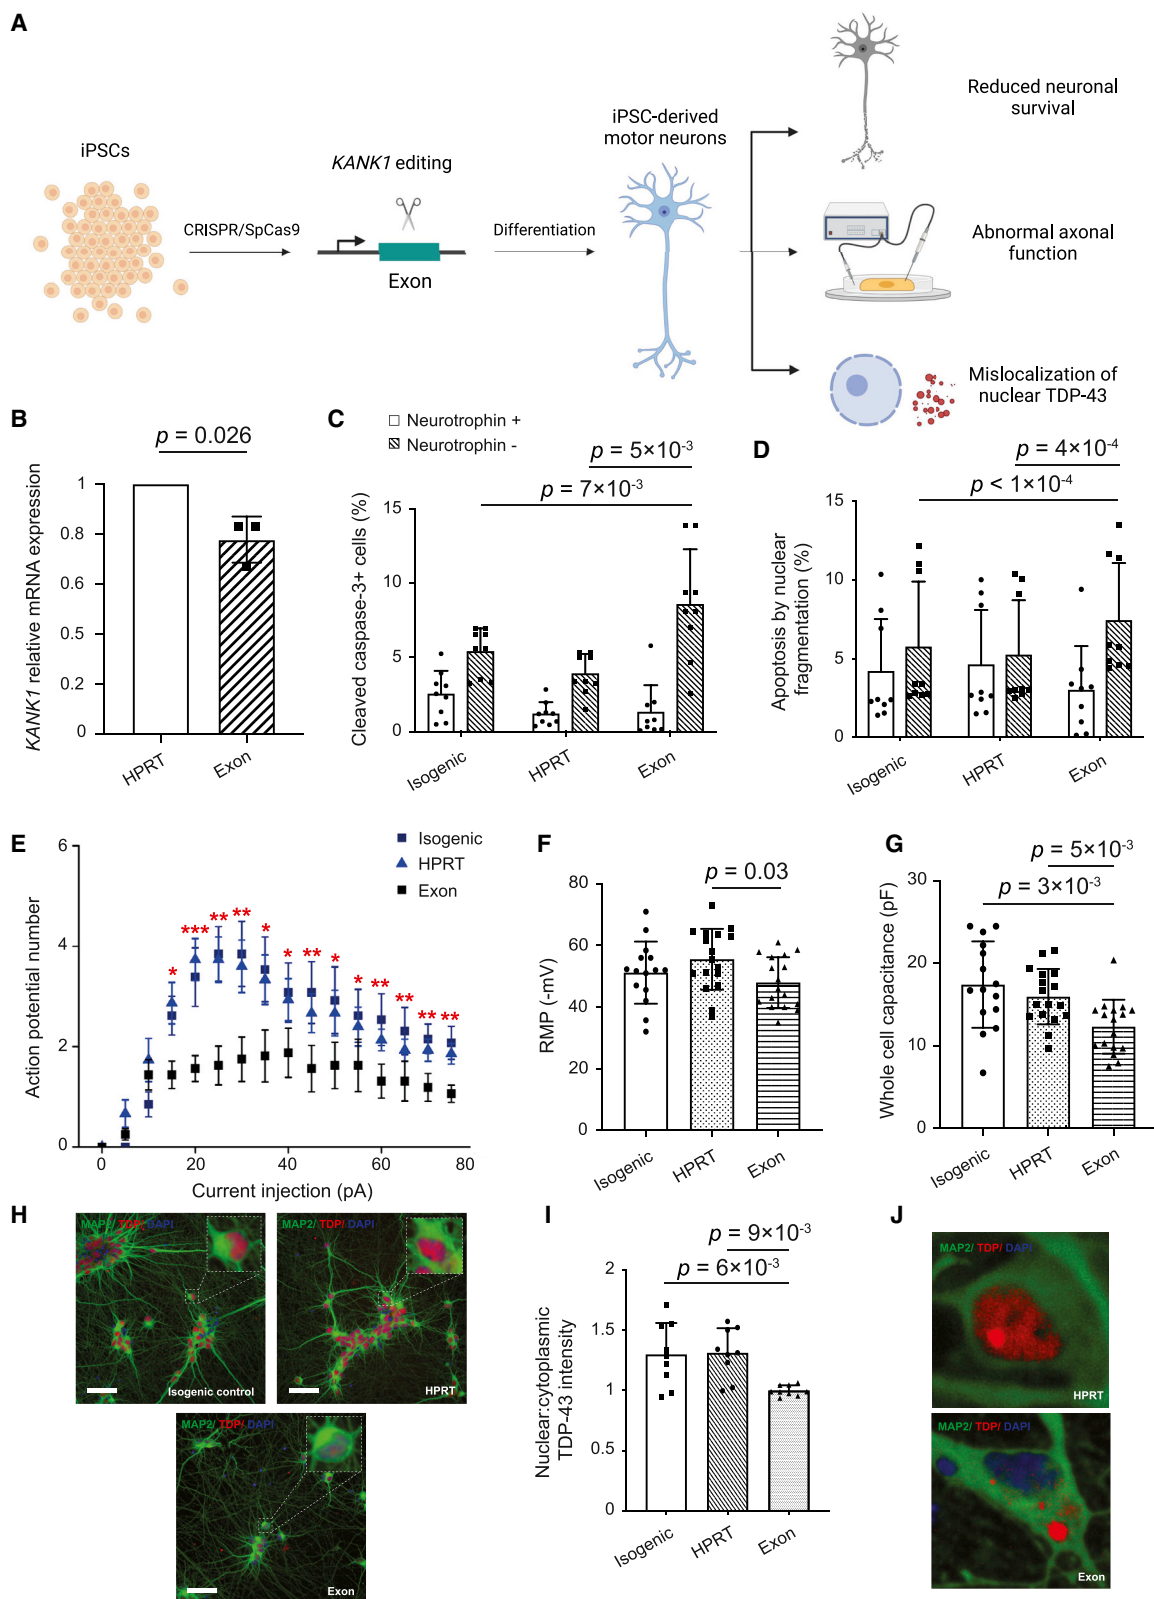 A
iPSCs
CRISPR/SpCas9
KANK1 editing
Exon
Differentiation
iPSC-derived
motor neurons
Reduced neuronal
survival
Abnormal axonal
function
Mislocalization of
nuclear TDP-43
B
p = 0.026
KANK1 relative mRNA expression
1
0.8
0.6
0.5
0.2
0
HPRT
Exon
C
Neurotrophin +
Neurotrophin -
p = 5×10-3
p = 7×10-3
Cleaved caspase-3+ cells (%)
15
10
5
0
Isogenic
HPRT
Exon
D
p = 4×10-4
p < 1×10-4
Apoptosis by nuclear
fragmentation (%)
15
10
5
0
Isogenic
HPRT
Exon
E
Isogenic
HPRT
Exon
Action potential number
6
4
2
0
* *** ** ** * * ** * * ** ** ** **
0 20 40 60 80
Current injection (pA)
F
p = 0.03
RMP (-mV)
80
60
40
20
0
Isogenic
HPRT
Exon
G
p = 5×10-3
p = 3×10-3
Whole cell capacitance (pF)
30
20
10
0
Isogenic
HPRT
Exon
H
MAP2/ TDP/ DAPI
Isogenic control
MAP2/ TDP/ DAPI
HPRT
MAP2/ TDP/ DAPI
Exon
I
p = 9×10-3
p = 6×10-3
Nuclear:cytoplasmic
TDP-43 intensity
2
1.5
1
0.5
0
Isogenic
HPRT
Exon
J
MAP2/ TDP/ DAPI
HPRT
MAP2/ TDP/ DAPI
Exon